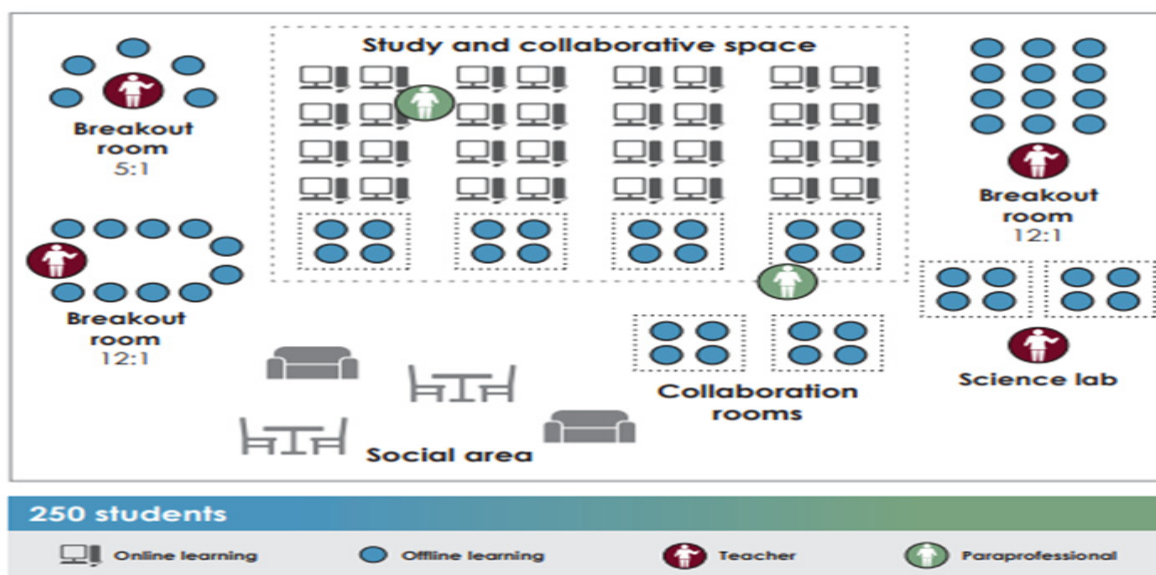 Study and collaborative space
Breakout
room
5:1
Breakout
room
12:1
Breakout
room
12:1
Science lab
Collaboration
rooms
Social area
250 students
Online learning
Offline learning
Teacher
Paraprofessional